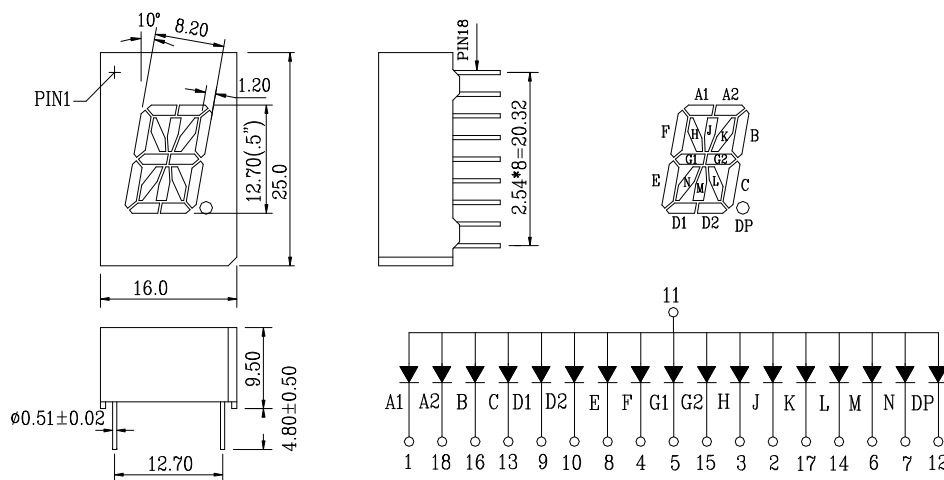 10°
8.20
PIN1
1.20
12.70(.5")
25.0
16.0
PIN18
2.54*8=20.32
A1 A2
F H J K B
G1 G2
E N M L C
D1 D2 DP
9.50
4.80±0.50
ø0.51±0.02
12.70
11
A1 A2 B C D1 D2 E F G1 G2 H J K L M N DP
1 18 16 13 9 10 8 4 5 15 3 2 17 14 6 7 12